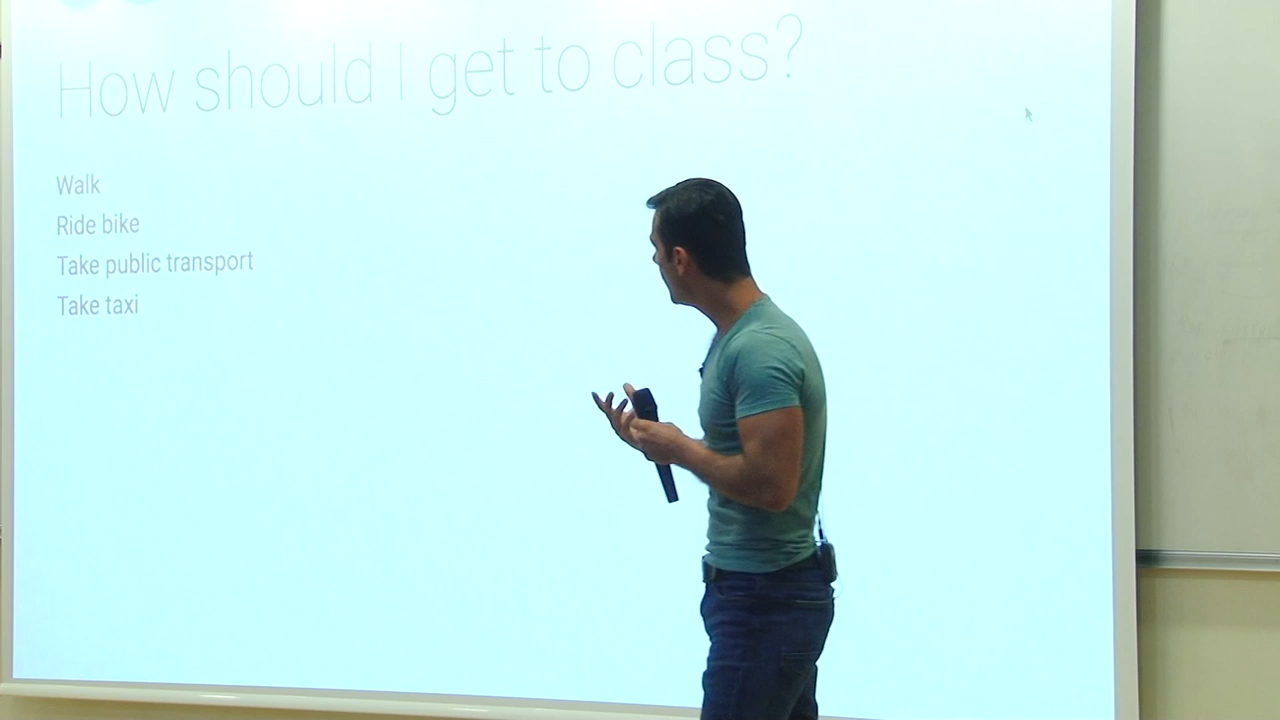 How should I get to class?
Walk
Ride bike
Take public transport
Take taxi